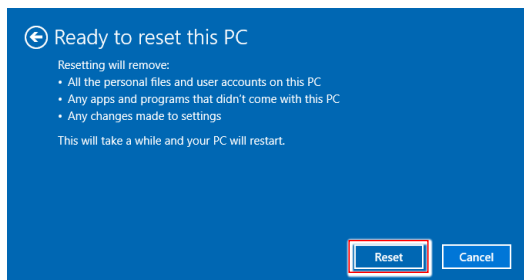 Ready to reset this PC
Resetting will remove:
• All the personal files and user accounts on this PC
• Any apps and programs that didn't come with this PC
• Any changes made to settings
This will take a while and your PC will restart.
Reset Cancel